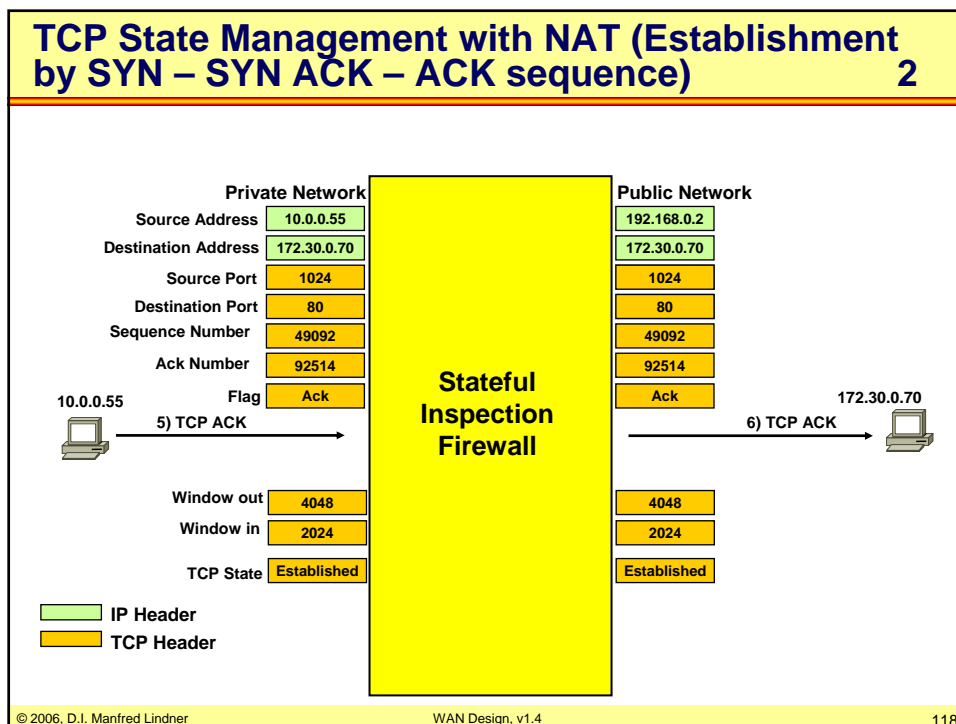 TCP State Management with NAT (Establishment
by SYN – SYN ACK – ACK sequence) 2
Private Network
Public Network
Source Address 10.0.0.55 192.168.0.2
Destination Address 172.30.0.70 172.30.0.70
Source Port 1024 1024
Destination Port 80 80
Sequence Number 49092 49092
Ack Number 92514 92514
Flag Ack Ack
10.0.0.55
5) TCP ACK
Stateful
Inspection
Firewall
172.30.0.70
6) TCP ACK
Window out 4048 4048
Window in 2024 2024
TCP State Established Established
IP Header
TCP Header
© 2006, D.I. Manfred Lindner WAN Design, v1.4 118